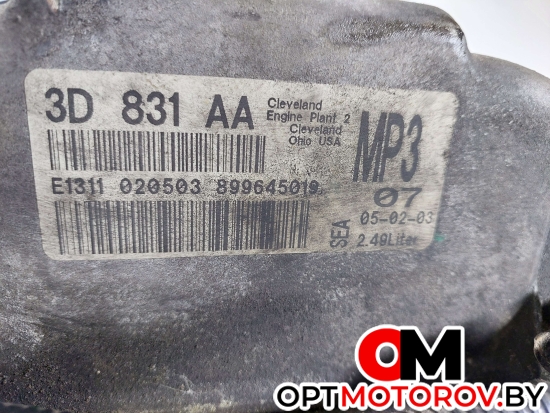 3D 831 AA
Cleveland
Engine Plant 2
Cleveland
Ohio USA
MP3
E1311 020503 899645019
07
05-02-03
SEA
2.49Liter
OM
OPTMOTOROV.BY